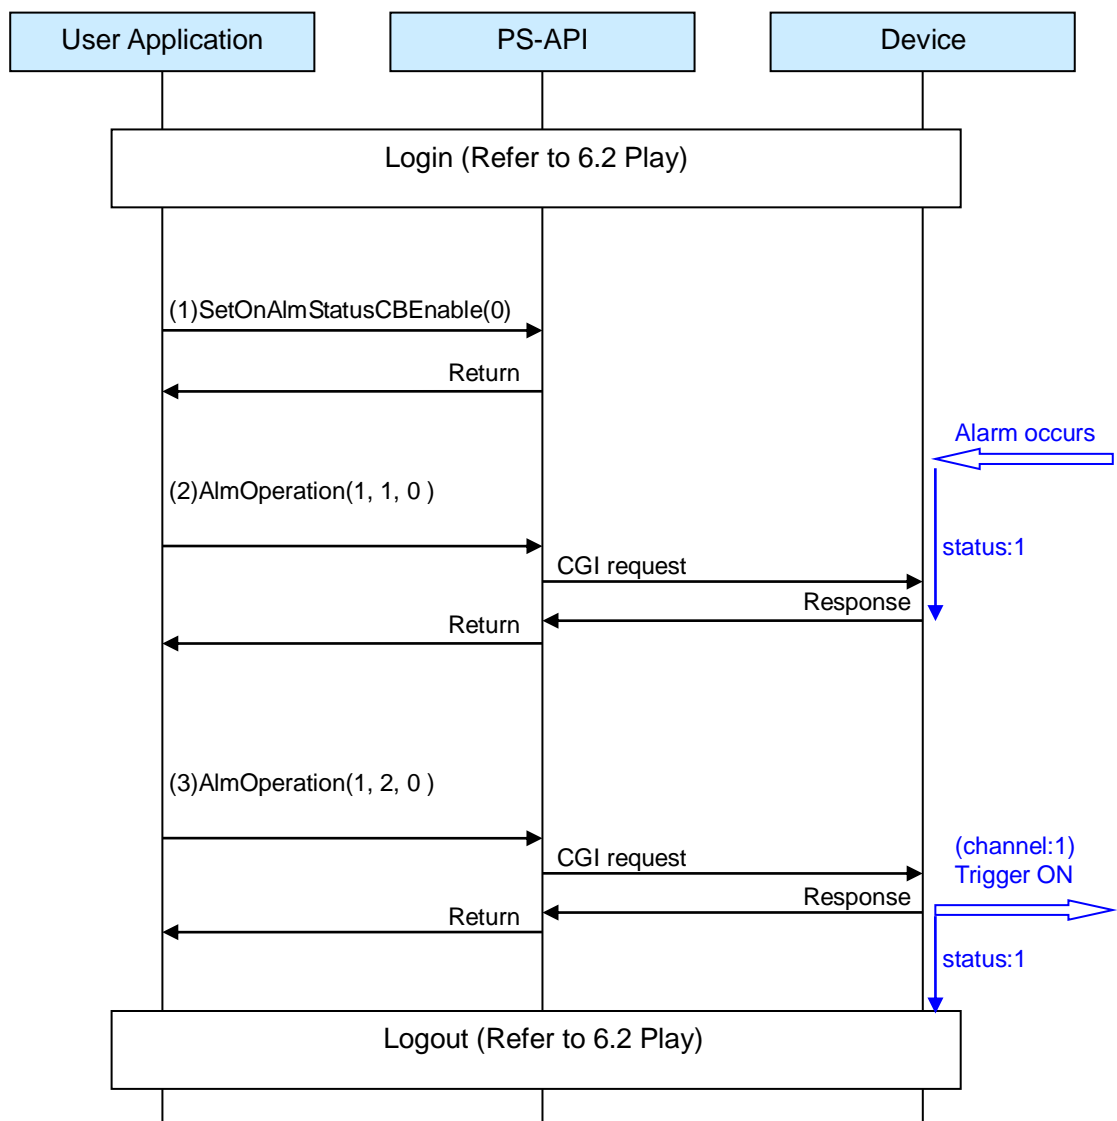 User Application
PS-API
Device
Login (Refer to 6.2 Play)
(1)SetOnAlmStatusCBEnable(0)
Return
Alarm occurs
(2)AlmOperation(1, 1, 0 )
status:1
CGI request
Response
Return
(3)AlmOperation(1, 2, 0 )
(channel:1)
Trigger ON
CGI request
Response
Return
status:1
Logout (Refer to 6.2 Play)